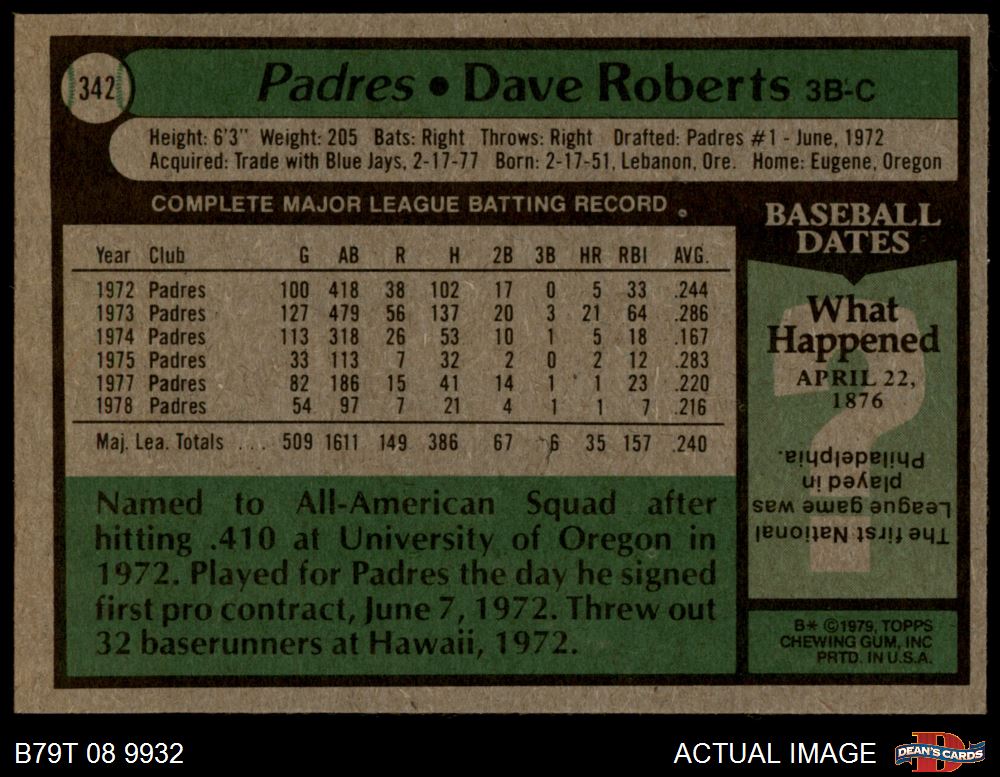 342
Padres • Dave Roberts 3B-C
Height: 6'3" Weight: 205 Bats: Right Throws: Right Drafted: Padres #1 - June, 1972
Acquired: Trade with Blue Jays, 2-17-77 Born: 2-17-51, Lebanon, Ore. Home: Eugene, Oregon
COMPLETE MAJOR LEAGUE BATTING RECORD
Year Club G AB R H 2B 3B HR RBI AVG.
1972 Padres 100 418 38 102 17 0 5 33 .244
1973 Padres 127 479 56 137 20 3 21 64 .286
1974 Padres 113 318 26 53 10 1 5 18 .167
1975 Padres 33 113 7 32 2 0 2 12 .283
1977 Padres 82 186 15 41 14 1 1 23 .220
1978 Padres 54 97 7 21 4 1 1 7 .216
Maj. Lea. Totals . . . 509 1611 149 386 67 6 35 157 .240
Named to All-American Squad after
hitting .410 at University of Oregon in
1972. Played for Padres the day he signed
first pro contract, June 7, 1972. Threw out
32 baserunners at Hawaii, 1972.
BASEBALL
DATES
What
Happened
APRIL 22,
1876
The first National
League game was
played in
Philadelphia.
B* ©1979, TOPPS
CHEWING GUM, INC
PRTD. IN U.S.A.
B79T 08 9932
ACTUAL IMAGE
DEAN'S CARDS